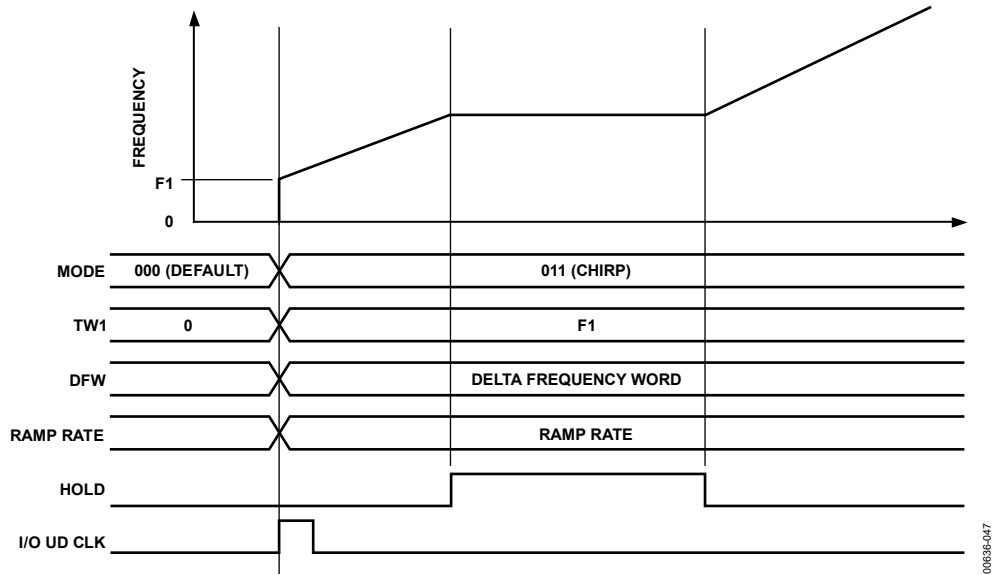 FREQUENCY
F1
0
MODE 000 (DEFAULT) 011 (CHIRP)
TW1 0 F1
DFW DELTA FREQUENCY WORD
RAMP RATE RAMP RATE
HOLD
I/O UD CLK
00636-047